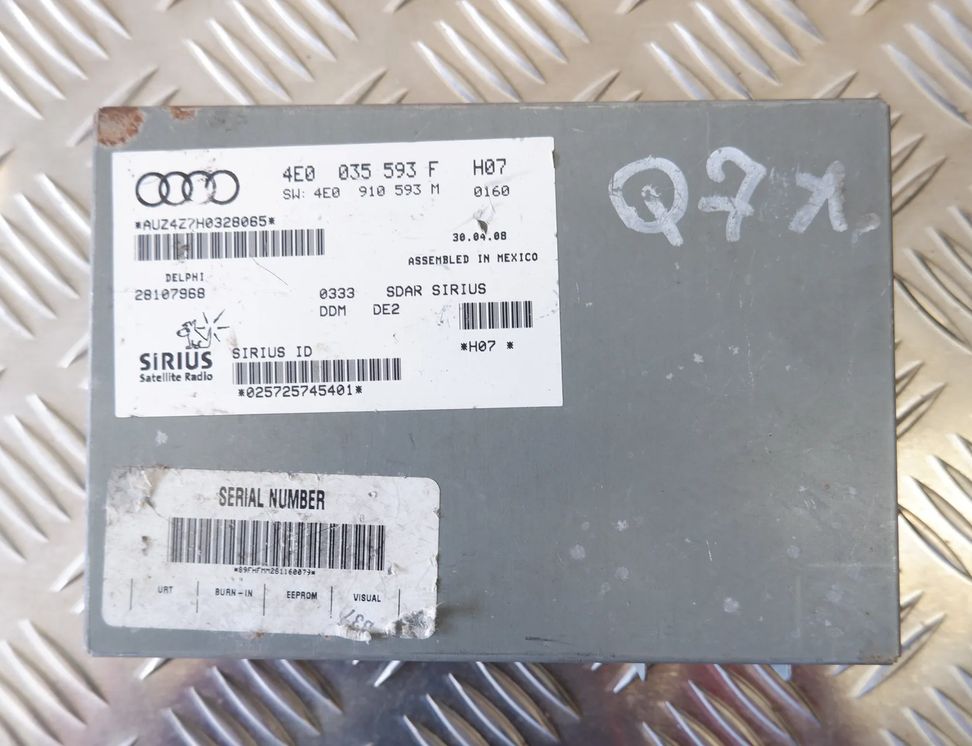 4E0 035 593 F H07
SW: 4E0 910 593 M 0160
*AUZ4Z7H0328065*
30.04.08
ASSEMBLED IN MEXICO
DELPHI
28107968 0333 SDAR SIRIUS
DDM DE2
*H07 *
SIRIUS
Satellite Radio
SIRIUS ID
*025725745401*
Q7
SERIAL NUMBER
*89FHFMM281160079*
URT BURN-IN EEPROM VISUAL